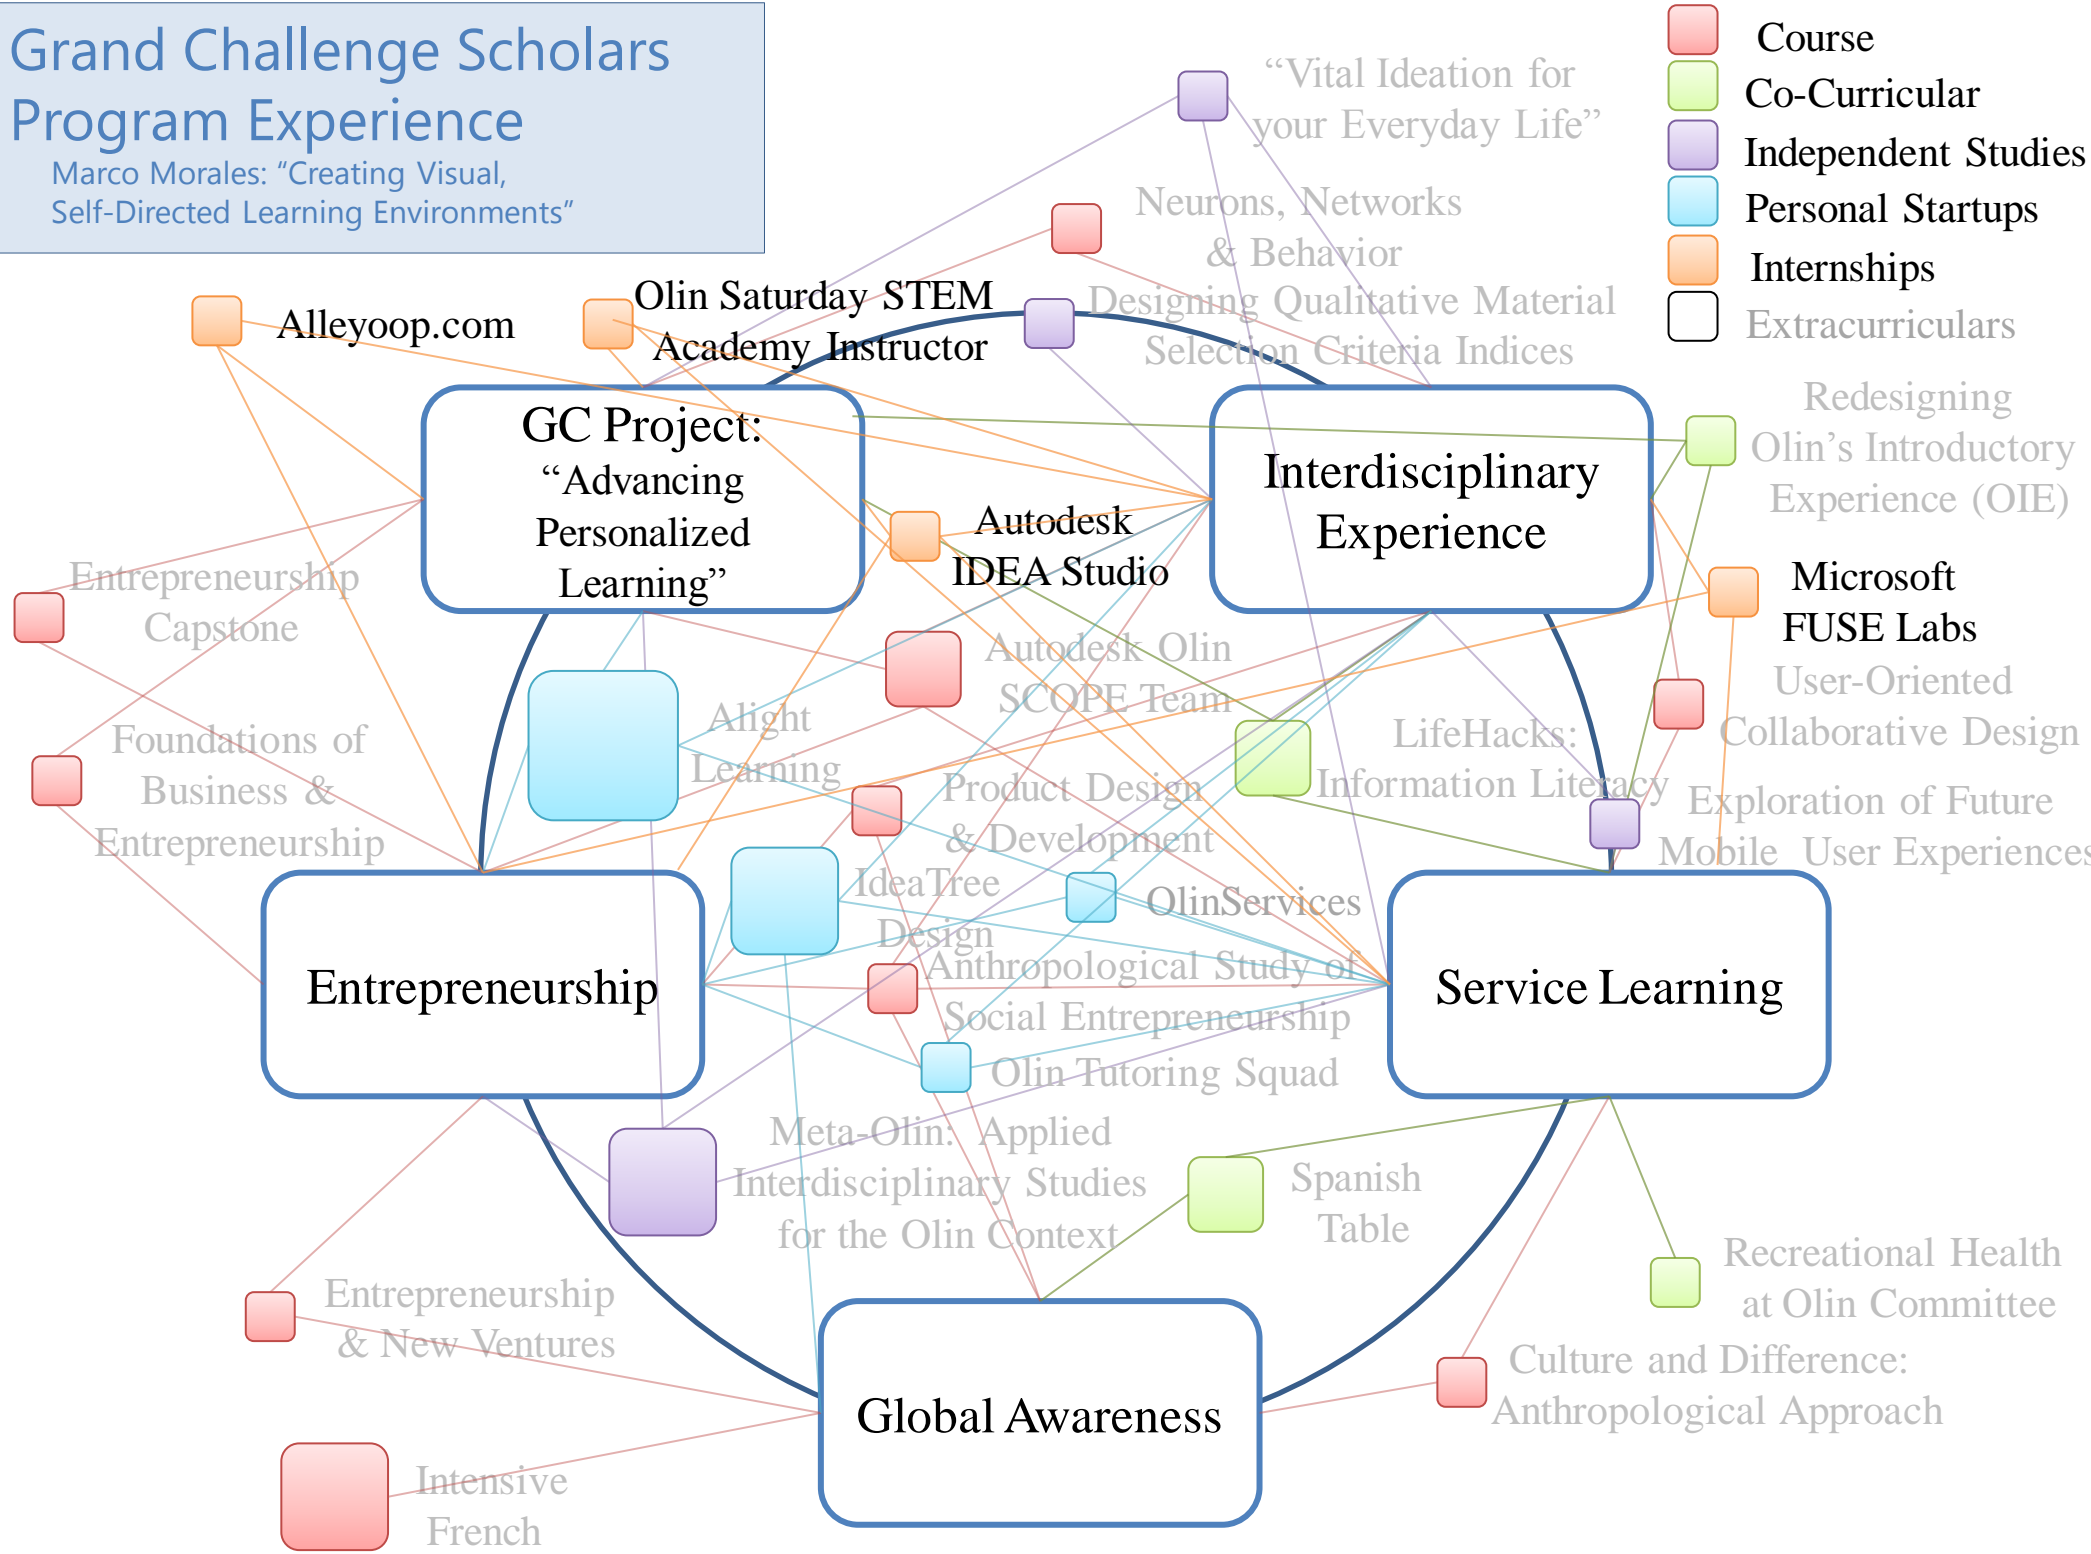 Grand Challenge Scholars
Program Experience
Marco Morales: “Creating Visual,
Self-Directed Learning Environments”
Course
Co-Curricular
Independent Studies
Personal Startups
Internships
Extracurriculars
“Vital Ideation for
your Everyday Life”
Neurons, Networks
& Behavior
Designing Qualitative Material
Selection Criteria Indices
Alleyoop.com
Olin Saturday STEM
Academy Instructor
GC Project:
“Advancing
Personalized
Learning”
Interdisciplinary
Experience
Redesigning
Olin’s Introductory
Experience (OIE)
Autodesk
IDEA Studio
Microsoft
FUSE Labs
Entrepreneurship
Capstone
Autodesk Olin
SCOPE Team
User-Oriented
Collaborative Design
Foundations of
Business &
Entrepreneurship
Alight
Learning
LifeHacks:
Information Literacy
Product Design
& Development
Exploration of Future
Mobile User Experiences
IdeaTree
Design
OlinServices
Entrepreneurship
Anthropological Study of
Social Entrepreneurship
Service Learning
Olin Tutoring Squad
Meta-Olin: Applied
Interdisciplinary Studies
for the Olin Context
Spanish
Table
Recreational Health
at Olin Committee
Entrepreneurship
& New Ventures
Culture and Difference:
Anthropological Approach
Global Awareness
Intensive
French